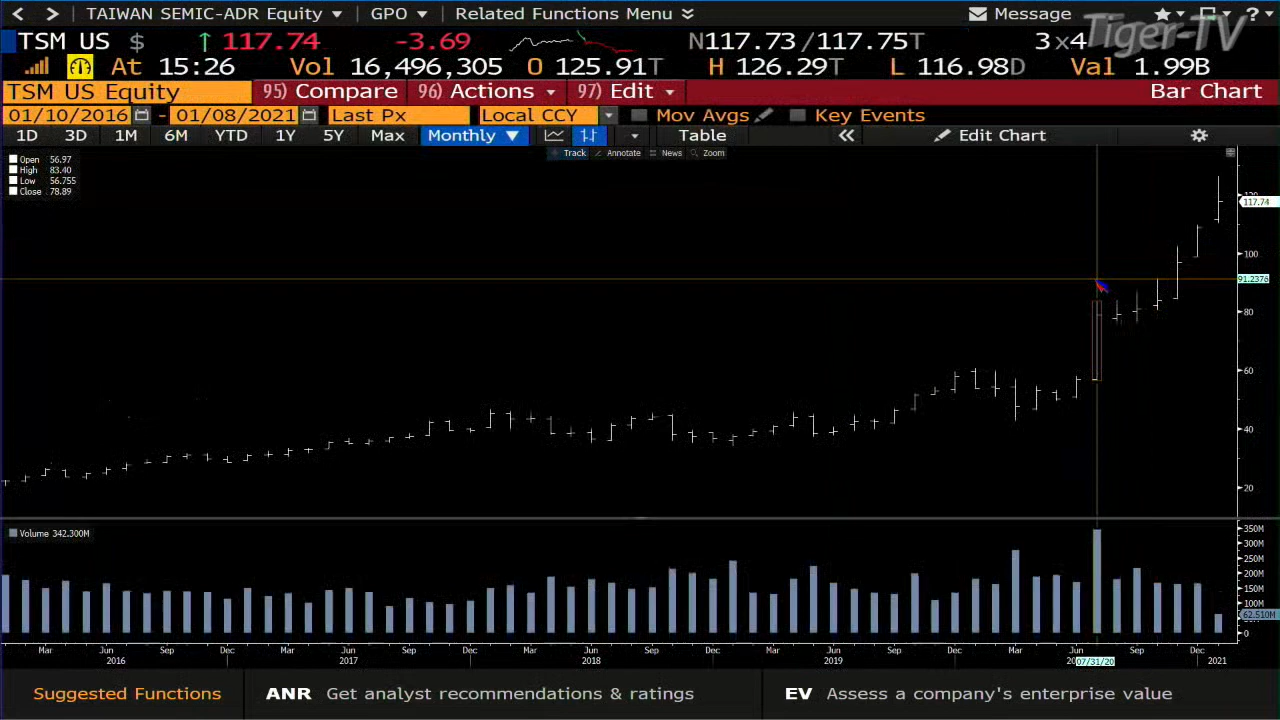 < > TAIWAN SEMIC-ADR Equity ▼ GPO ▼ Related Functions Menu Message ?
Tiger-TV
TSM US $ ↑ 117.74 -3.69 N117.73/117.75T 3x4
At 15:26 Vol 16,496,305 O 125.91T H 126.29T L 116.98D Val 1.99B
TSM US Equity 95) Compare 96) Actions 97) Edit Bar Chart
01/10/2016 - 01/08/2021 Last Px Local CCY Mov Avgs Key Events
1D 3D 1M 6M YTD 1Y 5Y Max Monthly ▼ Table « Edit Chart
Track Annotate News Zoom
Open 56.97
High 83.40
Low 56.755
Close 78.89
120
117.74
100
91.2376
80
60
40
20
Volume 342.300M
350M
300M
250M
200M
150M
100M
62.510M
0
Mar Jun Sep Dec Mar Jun Sep Dec Mar Jun Sep Dec Mar Jun Sep Dec Mar Jun Sep Dec
2016 2017 2018 2019 07/31/20 2021
Suggested Functions ANR Get analyst recommendations & ratings EV Assess a company's enterprise value